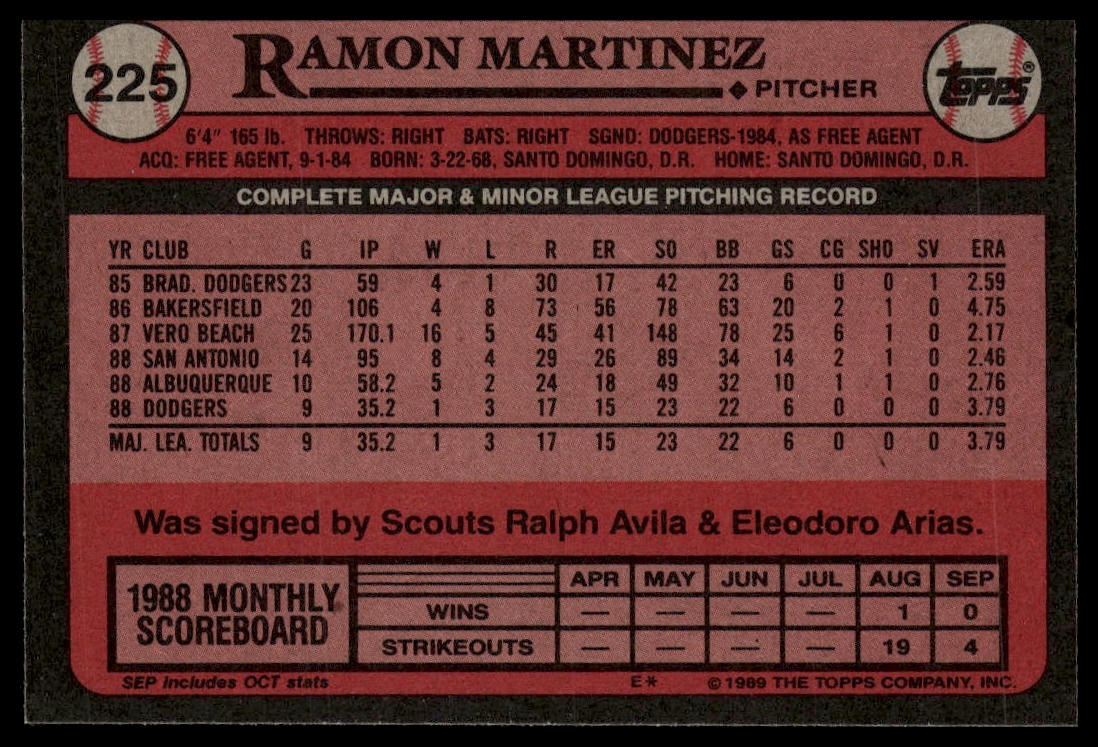 225
RAMON MARTINEZ
◆ PITCHER
Topps®
6'4" 165 lb. THROWS: RIGHT BATS: RIGHT SGND: DODGERS-1984, AS FREE AGENT
ACQ: FREE AGENT, 9-1-84 BORN: 3-22-68, SANTO DOMINGO, D.R. HOME: SANTO DOMINGO, D.R.
COMPLETE MAJOR & MINOR LEAGUE PITCHING RECORD
YR CLUB G IP W L R ER SO BB GS CG SHO SV ERA
85 BRAD. DODGERS 23 59 4 1 30 17 42 23 6 0 0 1 2.59
86 BAKERSFIELD 20 106 4 8 73 56 78 63 20 2 1 0 4.75
87 VERO BEACH 25 170.1 16 5 45 41 148 78 25 6 1 0 2.17
88 SAN ANTONIO 14 95 8 4 29 26 89 34 14 2 1 0 2.46
88 ALBUQUERQUE 10 58.2 5 2 24 18 49 32 10 1 1 0 2.76
88 DODGERS 9 35.2 1 3 17 15 23 22 6 0 0 0 3.79
MAJ. LEA. TOTALS 9 35.2 1 3 17 15 23 22 6 0 0 0 3.79
Was signed by Scouts Ralph Avila & Eleodoro Arias.
1988 MONTHLY
SCOREBOARD
APR MAY JUN JUL AUG SEP
WINS — — — — 1 0
STRIKEOUTS — — — — 19 4
SEP includes OCT stats
E*
© 1989 THE TOPPS COMPANY, INC.